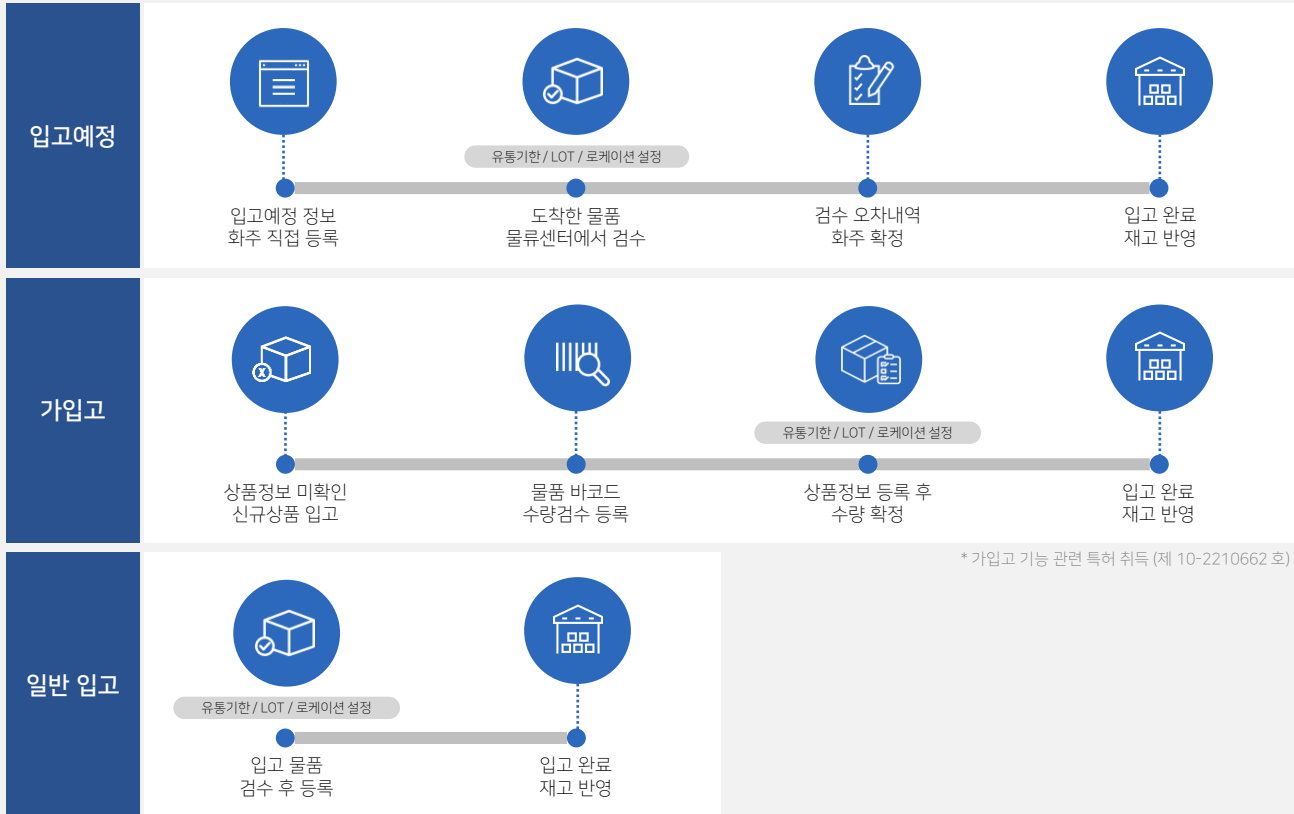 입고예정
유통기한 / LOT / 로케이션 설정
입고예정 정보
화주 직접 등록
도착한 물품
물류센터에서 검수
검수 오차내역
화주 확정
입고 완료
재고 반영
가입고
유통기한 / LOT / 로케이션 설정
상품정보 미확인
신규상품 입고
물품 바코드
수량검수 등록
상품정보 등록 후
수량 확정
입고 완료
재고 반영
* 가입고 기능 관련 특허 취득 (제 10-2210662 호)
일반 입고
유통기한 / LOT / 로케이션 설정
입고 물품
검수 후 등록
입고 완료
재고 반영